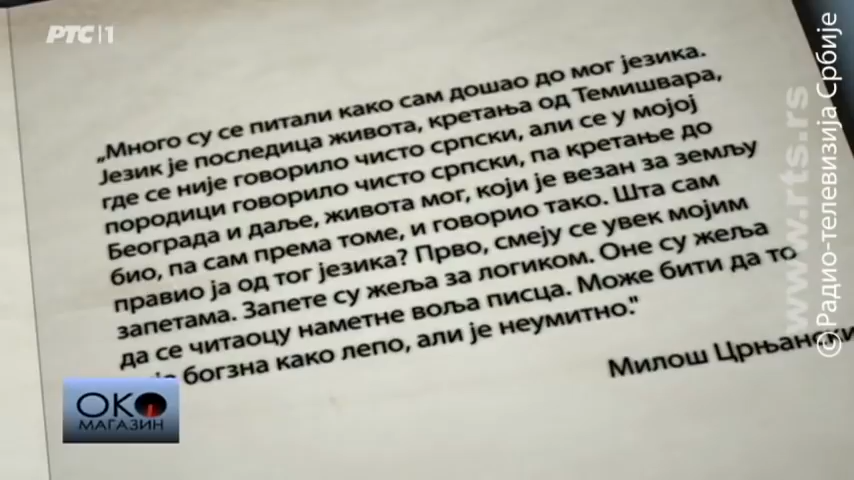 РТС|1
„Много су се питали како сам дошао до мог језика.
Језик је последица живота, кретања од Темишвара,
где се није говорило чисто српски, али се у мојој
породици говорило чисто српски, па кретање до
Београда и даље, живота мог, који је везан за земљу
био, па сам према томе, и говорио тако. Шта сам
правио ја од тог језика? Прво, смеју се увек мојим
запетама. Запете су жеља за логиком. Оне су жеља
да се читаоцу наметне воља писца. Може бити да то
богзна како лепо, али је неумитно."
Милош Црњански
ОКО
МАГАЗИН
www.rts.rs
© Радио-телевизија Србије